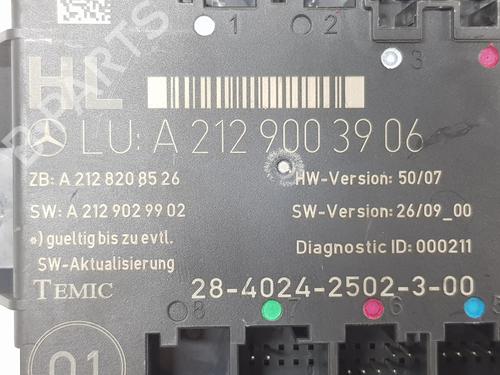 1 2
3
HL
LU: A 212 900 39 06
ZB: A 212 820 85 26
HW-Version: 50/07
SW: A 212 902 99 02
SW-Version: 26/09_00
*) gueltig bis zu evtl.
SW-Aktualisierung
Diagnostic ID: 000211
TEMIC
28-4024-2502-3-00
8 7 6 5
01
B PARTS